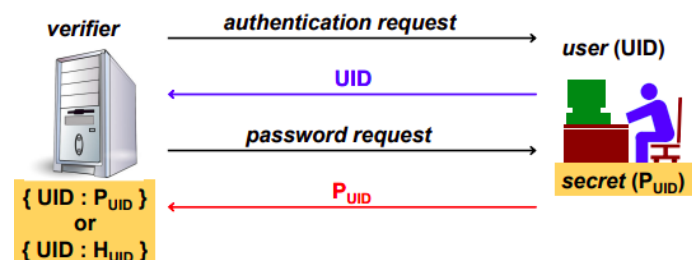 verifier
authentication request
user (UID)
UID
password request
secret (PUID)
PUID
{ UID : PUID }
or
{ UID : HUID }